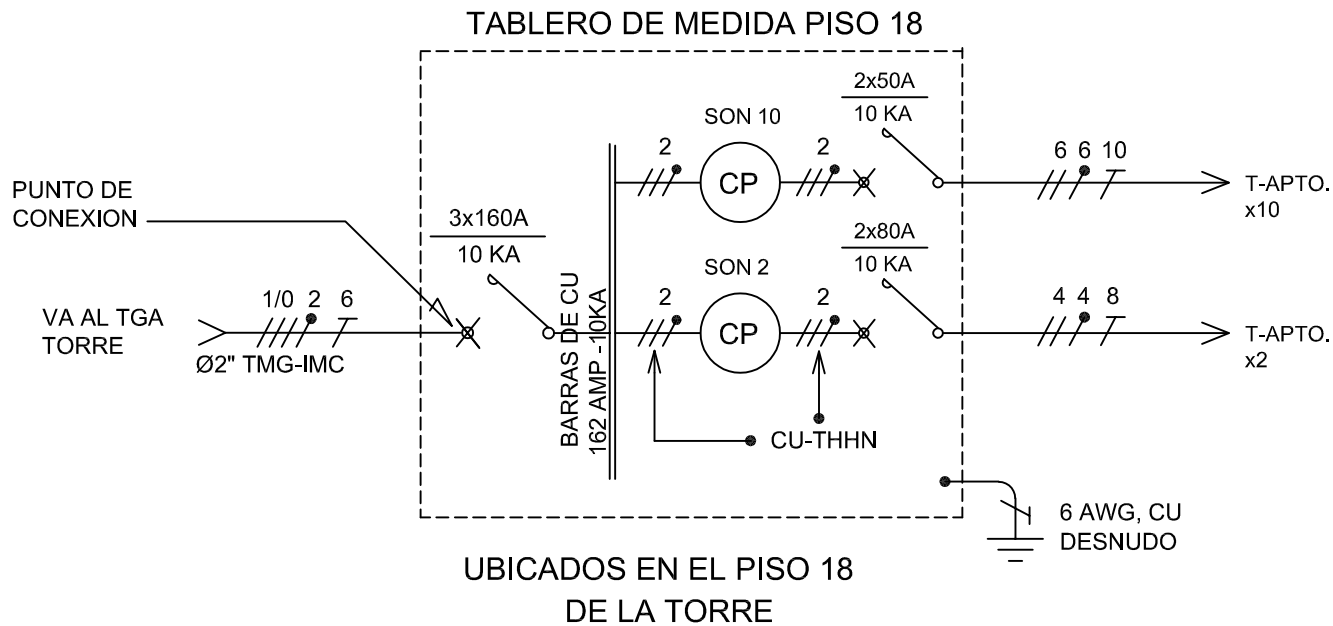 TABLERO DE MEDIDA PISO 18
2x50A
10 KA
SON 10
2
CP
2
6 6 10
T-APTO.
x10
PUNTO DE
CONEXION
3x160A
10 KA
2x80A
10 KA
SON 2
2
CP
2
4 4 8
T-APTO.
x2
VA AL TGA
TORRE
1/0 2 6
Ø2" TMG-IMC
BARRAS DE CU
162 AMP -10KA
CU-THHN
6 AWG, CU
DESNUDO
UBICADOS EN EL PISO 18
DE LA TORRE